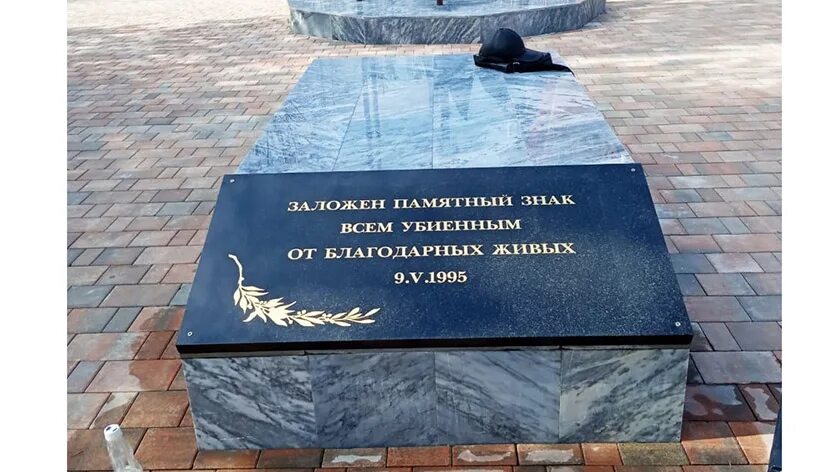 ЗАЛОЖЕН ПАМЯТНЫЙ ЗНАК
ВСЕМ УБИЕННЫМ
ОТ БЛАГОДАРНЫХ ЖИВЫХ
9.V.1995